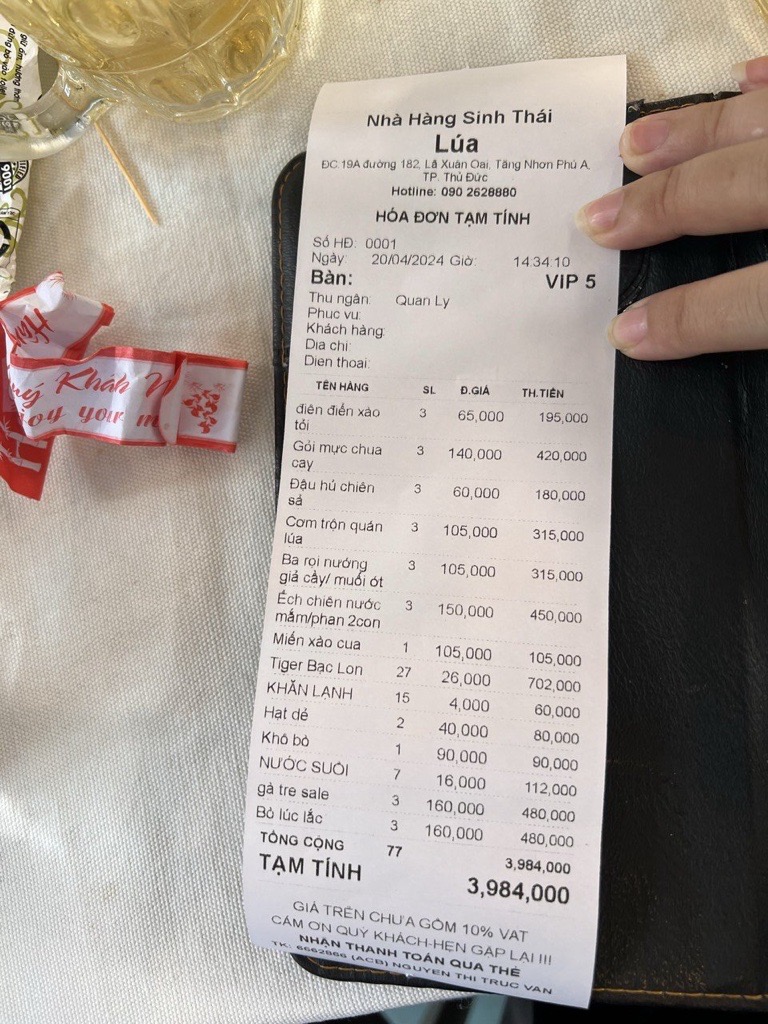 Nhà Hàng Sinh Thái
Lúa
ĐC:19A đường 182, Lã Xuân Oai, Tăng Nhơn Phú A,
TP. Thủ Đức
Hotline: 090 2628880
HÓA ĐƠN TẠM TÍNH
Số HĐ: 0001
Ngày: 20/04/2024 Giờ: 14:34:10
Bàn: VIP 5
Thu ngân: Quan Ly
Phuc vu:
Khách hàng:
Dia chi:
Dien thoai:
TÊN HÀNG SL Đ.GIÁ TH.TIỀN
điên điển xào 3 65,000 195,000
tỏi
Gỏi mực chua 3 140,000 420,000
cay
Đậu hủ chiên 3 60,000 180,000
sả
Cơm trộn quán 3 105,000 315,000
lúa
Ba rọi nướng 3 105,000 315,000
giả cầy/ muối ớt
Ếch chiên nước 3 150,000 450,000
mắm/phan 2con
Miến xào cua 1 105,000 105,000
Tiger Bạc Lon 27 26,000 702,000
KHĂN LẠNH 15 4,000 60,000
Hạt dẻ 2 40,000 80,000
Khô bò 1 90,000 90,000
NƯỚC SUỐI 7 16,000 112,000
gà tre sale 3 160,000 480,000
Bò lúc lắc 3 160,000 480,000
TỔNG CỘNG 77 3,984,000
TẠM TÍNH 3,984,000
GIÁ TRÊN CHƯA GỒM 10% VAT
CÁM ƠN QUÝ KHÁCH-HẸN GẶP LẠI !!!
NHẬN THANH TOÁN QUA THẺ
TK: 6662866 (ACB) NGUYEN THI TRUC VAN
Khách
your